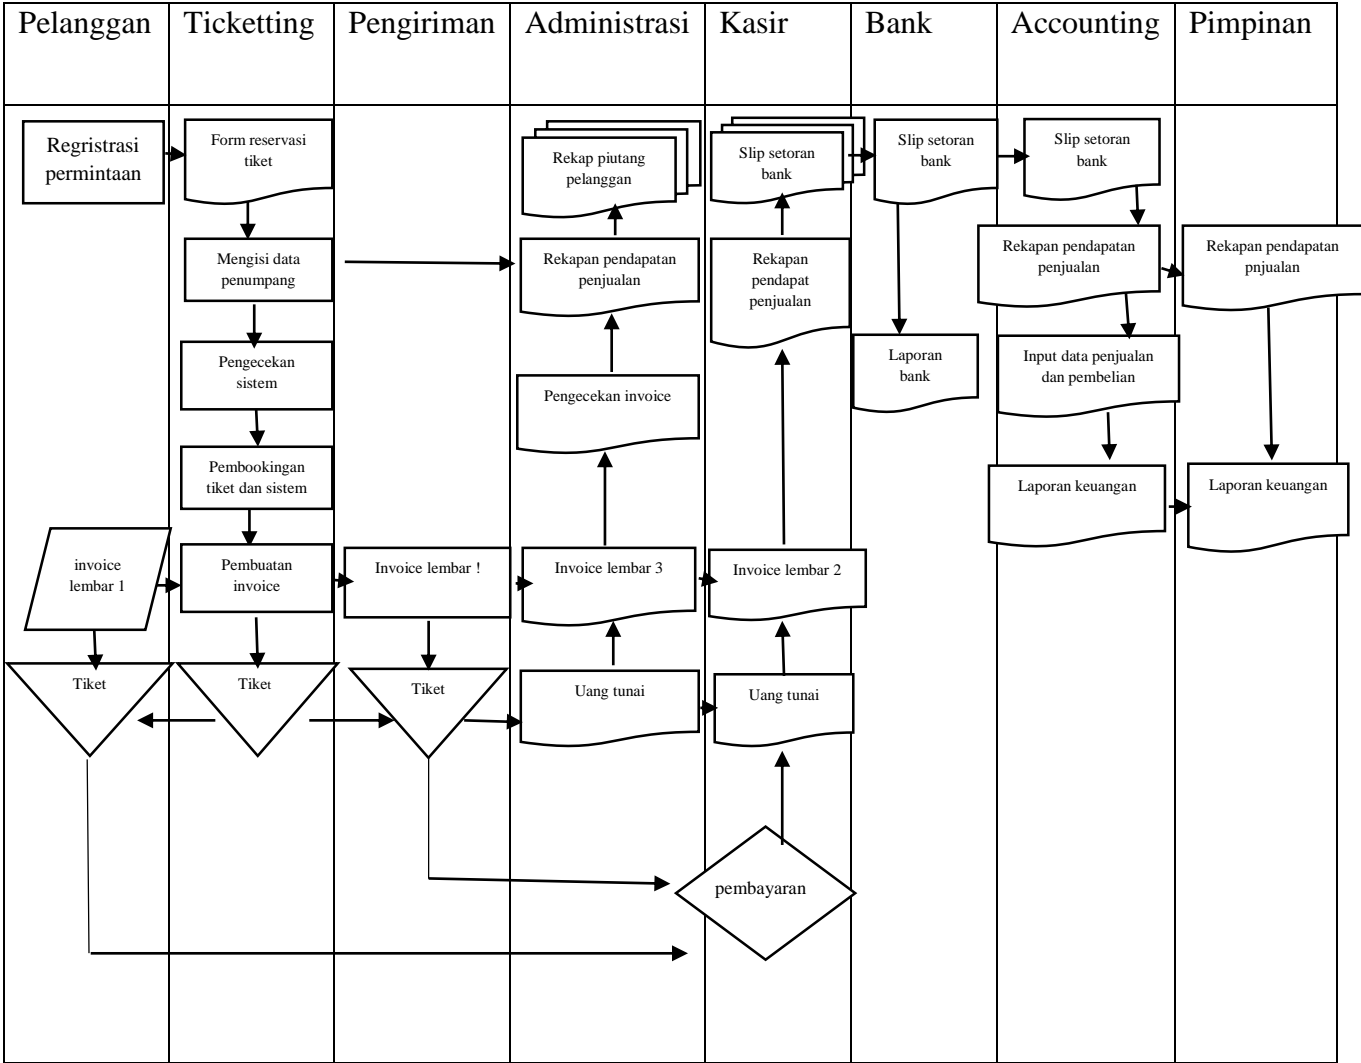 Pelanggan
Ticketting
Pengiriman
Administrasi
Kasir
Bank
Accounting
Pimpinan
Regristrasi
permintaan
Form reservasi
tiket
Rekap piutang
pelanggan
Slip setoran
bank
Slip setoran
bank
Slip setoran
bank
Mengisi data
penumpang
Rekapan pendapatan
penjualan
Rekapan
pendapat
penjualan
Rekapan pendapatan
penjualan
Rekapan pendapatan
pnjualan
Pengecekan
sistem
Pengecekan invoice
Laporan
bank
Input data penjualan
dan pembelian
Pembookingan
tiket dan sistem
Laporan keuangan
Laporan keuangan
invoice
lembar 1
Pembuatan
invoice
Invoice lembar !
Invoice lembar 3
Invoice lembar 2
Tiket
Tiket
Tiket
Uang tunai
Uang tunai
pembayaran